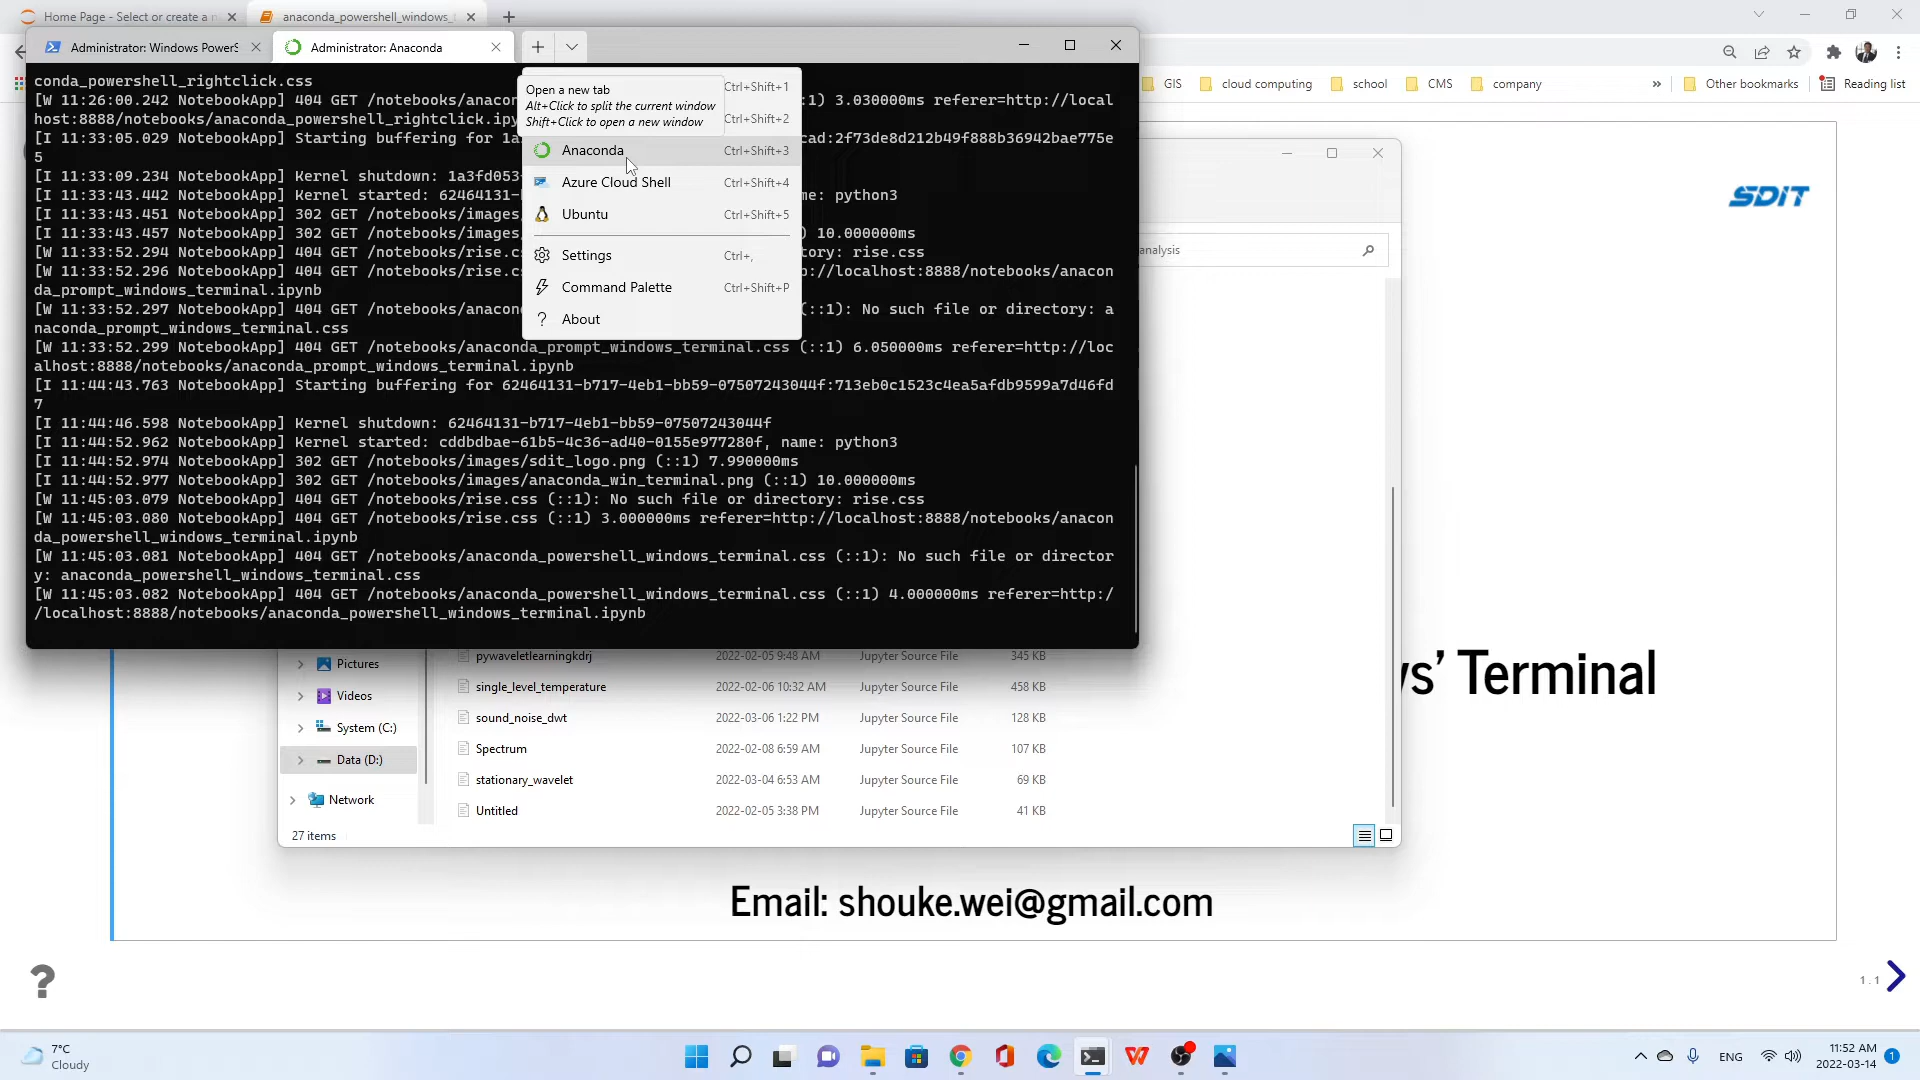 Home Page - Select or create a n
anaconda_powershell_windows_t
Administrator: Windows PowerS
Administrator: Anaconda
GIS
cloud computing
school
CMS
company
»
Other bookmarks
Reading list
Open a new tab
Alt+Click to split the current window
Shift+Click to open a new window
Ctrl+Shift+1
Ctrl+Shift+2
Anaconda Ctrl+Shift+3
Azure Cloud Shell Ctrl+Shift+4
Ubuntu Ctrl+Shift+5
Settings Ctrl+,
Command Palette Ctrl+Shift+P
About
conda_powershell_rightclick.css
[W 11:26:00.242 NotebookApp] 404 GET /notebooks/anacon :1) 3.030000ms referer=http://local
host:8888/notebooks/anaconda_powershell_rightclick.ipy
[I 11:33:05.029 NotebookApp] Starting buffering for 1a cad:2f73de8d212b49f888b36942bae775e
5
[I 11:33:09.234 NotebookApp] Kernel shutdown: 1a3fd053-
[I 11:33:43.442 NotebookApp] Kernel started: 62464131- me: python3
[I 11:33:43.451 NotebookApp] 302 GET /notebooks/images/
[I 11:33:43.457 NotebookApp] 302 GET /notebooks/images/ ) 10.000000ms
[W 11:33:52.294 NotebookApp] 404 GET /notebooks/rise.cs tory: rise.css
[W 11:33:52.296 NotebookApp] 404 GET /notebooks/rise.cs p://localhost:8888/notebooks/anacon
da_prompt_windows_terminal.ipynb
[W 11:33:52.297 NotebookApp] 404 GET /notebooks/anacon (::1): No such file or directory: a
naconda_prompt_windows_terminal.css
[W 11:33:52.299 NotebookApp] 404 GET /notebooks/anaconda_prompt_windows_terminal.css (::1) 6.050000ms referer=http://loc
alhost:8888/notebooks/anaconda_prompt_windows_terminal.ipynb
[I 11:44:43.763 NotebookApp] Starting buffering for 62464131-b717-4eb1-bb59-07507243044f:713eb0c1523c4ea5afdb9599a7d46fd
7
[I 11:44:46.598 NotebookApp] Kernel shutdown: 62464131-b717-4eb1-bb59-07507243044f
[I 11:44:52.962 NotebookApp] Kernel started: cddbdbae-61b5-4c36-ad40-0155e977280f, name: python3
[I 11:44:52.974 NotebookApp] 302 GET /notebooks/images/sdit_logo.png (::1) 7.990000ms
[I 11:44:52.977 NotebookApp] 302 GET /notebooks/images/anaconda_win_terminal.png (::1) 10.000000ms
[W 11:45:03.079 NotebookApp] 404 GET /notebooks/rise.css (::1): No such file or directory: rise.css
[W 11:45:03.080 NotebookApp] 404 GET /notebooks/rise.css (::1) 3.000000ms referer=http://localhost:8888/notebooks/anacon
da_powershell_windows_terminal.ipynb
[W 11:45:03.081 NotebookApp] 404 GET /notebooks/anaconda_powershell_windows_terminal.css (::1): No such file or director
y: anaconda_powershell_windows_terminal.css
[W 11:45:03.082 NotebookApp] 404 GET /notebooks/anaconda_powershell_windows_terminal.css (::1) 4.000000ms referer=http:/
/localhost:8888/notebooks/anaconda_powershell_windows_terminal.ipynb
SDIT
analysis
Pictures
Videos
System (C:)
Data (D:)
Network
pywaveletlearningkdrj 2022-02-05 9:48 AM Jupyter Source File 345 KB
single_level_temperature 2022-02-06 10:32 AM Jupyter Source File 458 KB
sound_noise_dwt 2022-03-06 1:22 PM Jupyter Source File 128 KB
Spectrum 2022-02-08 6:59 AM Jupyter Source File 107 KB
stationary_wavelet 2022-03-04 6:53 AM Jupyter Source File 69 KB
Untitled 2022-02-05 3:38 PM Jupyter Source File 41 KB
27 items
ws' Terminal
Email: shouke.wei@gmail.com
?
1.1
7°C
Cloudy
ENG
11:52 AM
2022-03-14
1